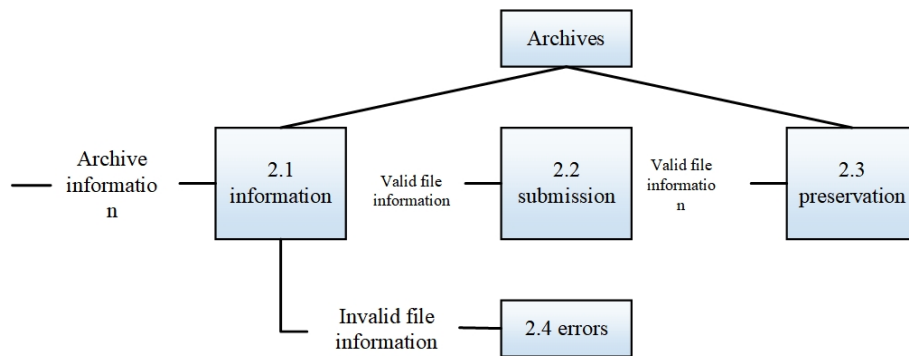 Archives
Archive
informatio
n
2.1
information
Valid file
information
2.2
submission
Valid file
informatio
n
2.3
preservation
Invalid file
information
2.4 errors